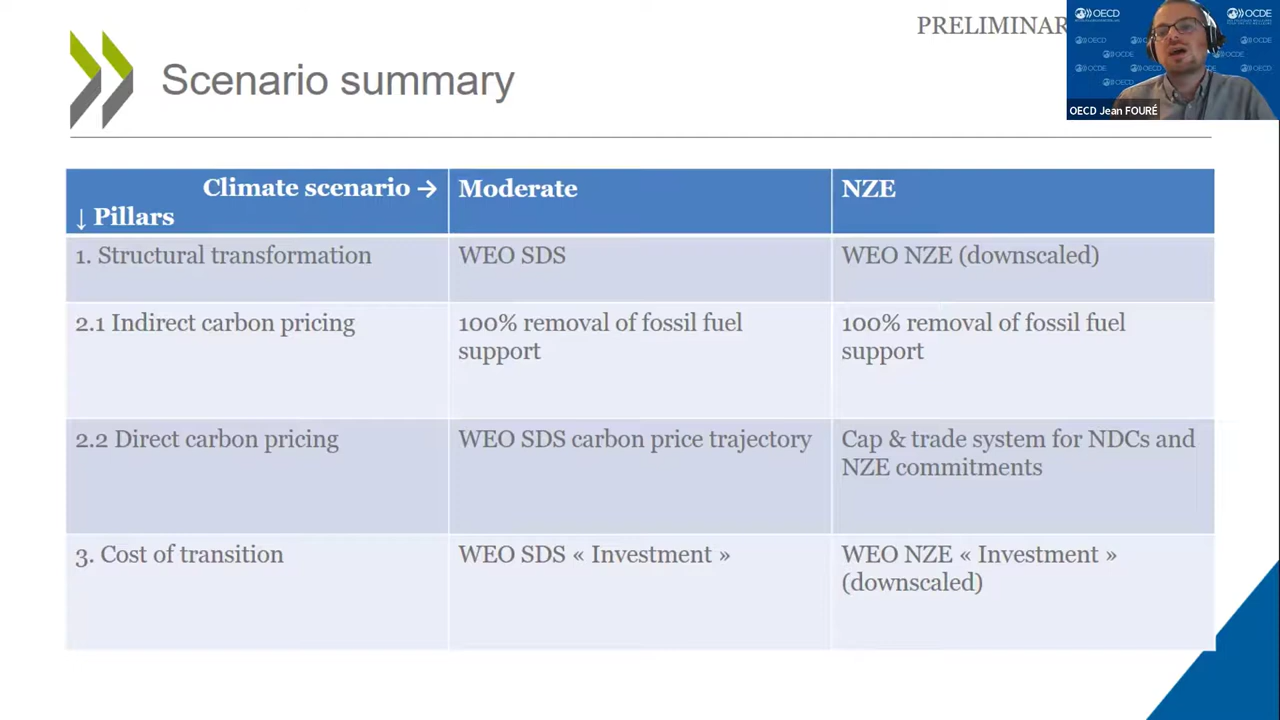 PRELIMINAR
OECD
OCDE
Scenario summary
OECD Jean FOURÉ
Climate scenario →
↓ Pillars
Moderate
NZE
1. Structural transformation
WEO SDS
WEO NZE (downscaled)
2.1 Indirect carbon pricing
100% removal of fossil fuel
support
100% removal of fossil fuel
support
2.2 Direct carbon pricing
WEO SDS carbon price trajectory
Cap & trade system for NDCs and
NZE commitments
3. Cost of transition
WEO SDS « Investment »
WEO NZE « Investment »
(downscaled)